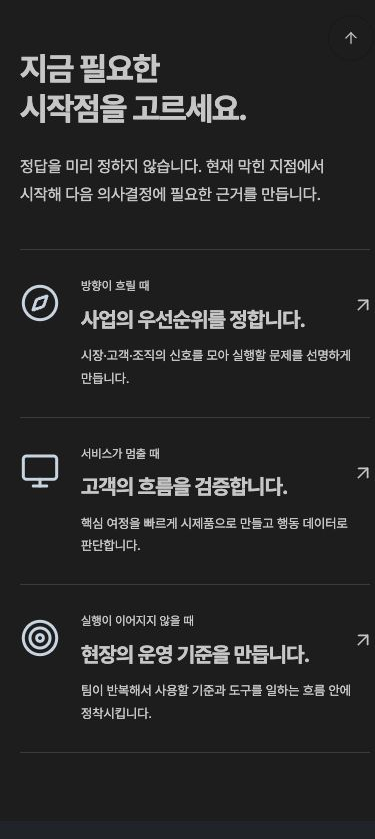 지금 필요한
시작점을 고르세요.
정답을 미리 정하지 않습니다. 현재 막힌 지점에서
시작해 다음 의사결정에 필요한 근거를 만듭니다.
방향이 흐릴 때
사업의 우선순위를 정합니다.
시장·고객·조직의 신호를 모아 실행할 문제를 선명하게
만듭니다.
서비스가 멈출 때
고객의 흐름을 검증합니다.
핵심 여정을 빠르게 시제품으로 만들고 행동 데이터로
판단합니다.
실행이 이어지지 않을 때
현장의 운영 기준을 만듭니다.
팀이 반복해서 사용할 기준과 도구를 일하는 흐름 안에
정착시킵니다.